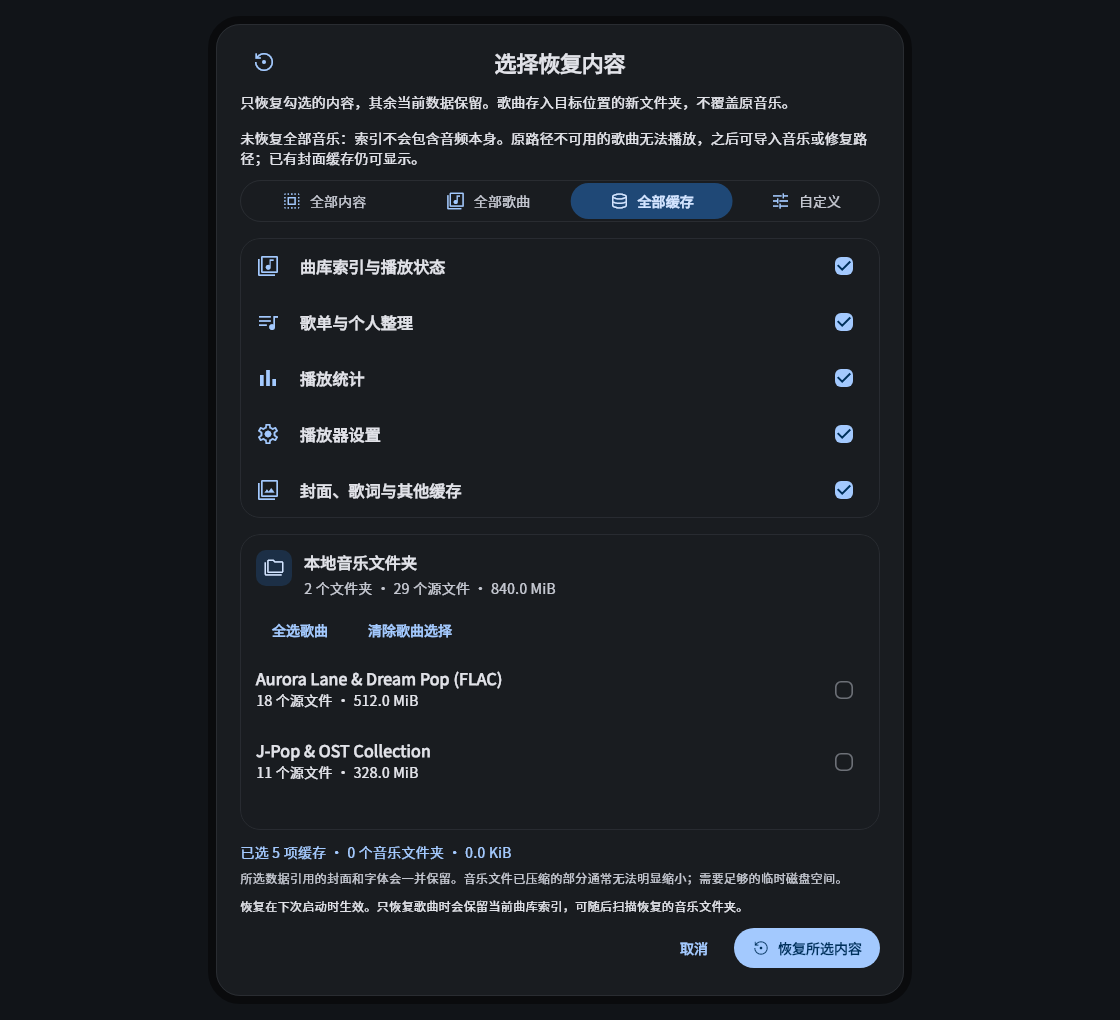 选择恢复内容
只恢复勾选的内容，其余当前数据保留。歌曲存入目标位置的新文件夹，不覆盖原音乐。
未恢复全部音乐：索引不会包含音频本身。原路径不可用的歌曲无法播放，之后可导入音乐或修复路
径；已有封面缓存仍可显示。
全部内容 全部歌曲 全部缓存 自定义
曲库索引与播放状态
歌单与个人整理
播放统计
播放器设置
封面、歌词与其他缓存
本地音乐文件夹
2 个文件夹 • 29 个源文件 • 840.0 MiB
全选歌曲 清除歌曲选择
Aurora Lane & Dream Pop (FLAC)
18 个源文件 • 512.0 MiB
J-Pop & OST Collection
11 个源文件 • 328.0 MiB
已选 5 项缓存 • 0 个音乐文件夹 • 0.0 KiB
所选数据引用的封面和字体会一并保留。音乐文件已压缩的部分通常无法明显缩小；需要足够的临时磁盘空间。
恢复在下次启动时生效。只恢复歌曲时会保留当前曲库索引，可随后扫描恢复的音乐文件夹。
取消 恢复所选内容